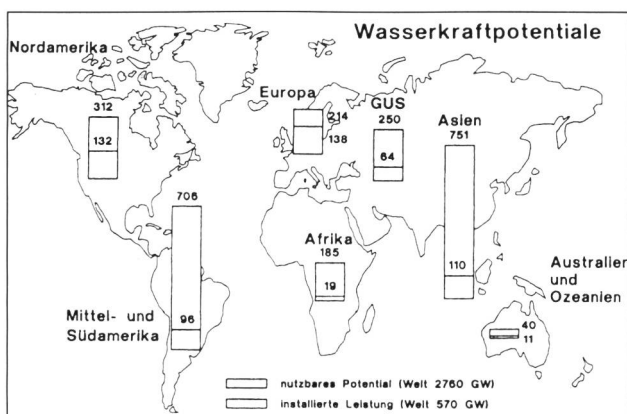 Wasserkraftpotentiale
Nordamerika
312
132
Europa
214
138
GUS
250
64
Asien
751
110
706
96
Mittel- und
Südamerika
Afrika
185
19
Australien
und
Ozeanien
40
11
nutzbares Potential (Welt 2760 GW)
installierte Leistung (Welt 570 GW)